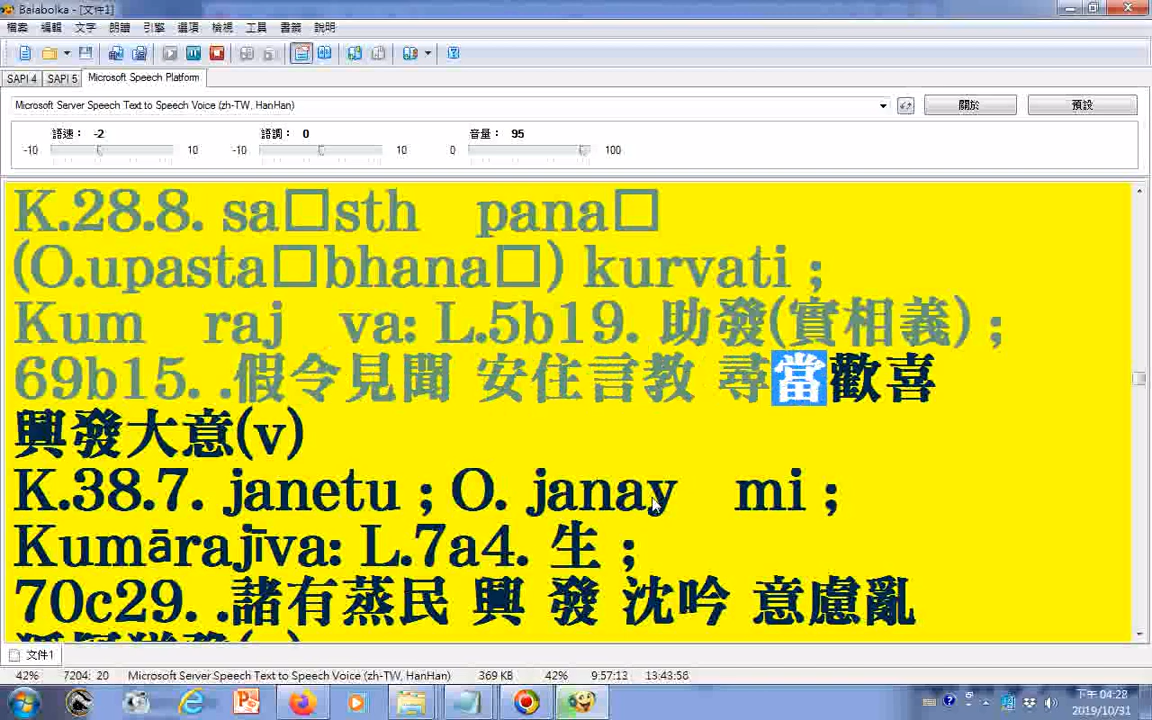 Balabolka - [文件1]
檔案 編輯 文字 朗讀 引擎 選項 檢視 工具 書籤 說明
SAPI 4 SAPI 5 Microsoft Speech Platform
Microsoft Server Speech Text to Speech Voice (zh-TW, HanHan) 關於 預設
語速： -2 語調： 0 音量： 95
-10 10 -10 10 0 100
K.28.8. sa□sth pana□
(O.upasta□bhana□) kurvati ;
Kum raj va: L.5b19. 助發(實相義) ;
69b15. .假令見聞 安住言教 尋當歡喜
興發大意(v)
K.38.7. janetu ; O. janay mi ;
Kumārajīva: L.7a4. 生 ;
70c29. .諸有蒸民 興 發 沈吟 意慮亂
文件1
42% 7204: 20 Microsoft Server Speech Text to Speech Voice (zh-TW, HanHan) 369 KB 42% 9:57:13 13:43:58
下午 04:28
2019/10/31